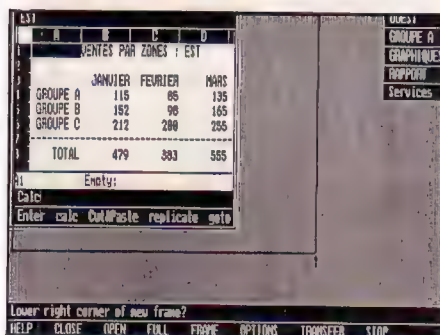 EST
A B C D
VENTES PAR ZONES : EST
JANVIER FEVRIER MARS
GROUPE A 115 85 135
GROUPE B 152 98 165
GROUPE C 212 200 255
TOTAL 479 383 555
A1 Empty:
Calc
Enter calc Cut&Paste replicate goto
OUEST
GROUPE A
GRAPHIQUES
RAPPORT
Services
Lower right corner of new frame?
HELP CLOSE OPEN FULL FRAME OPTIONS TRANSFER STOP